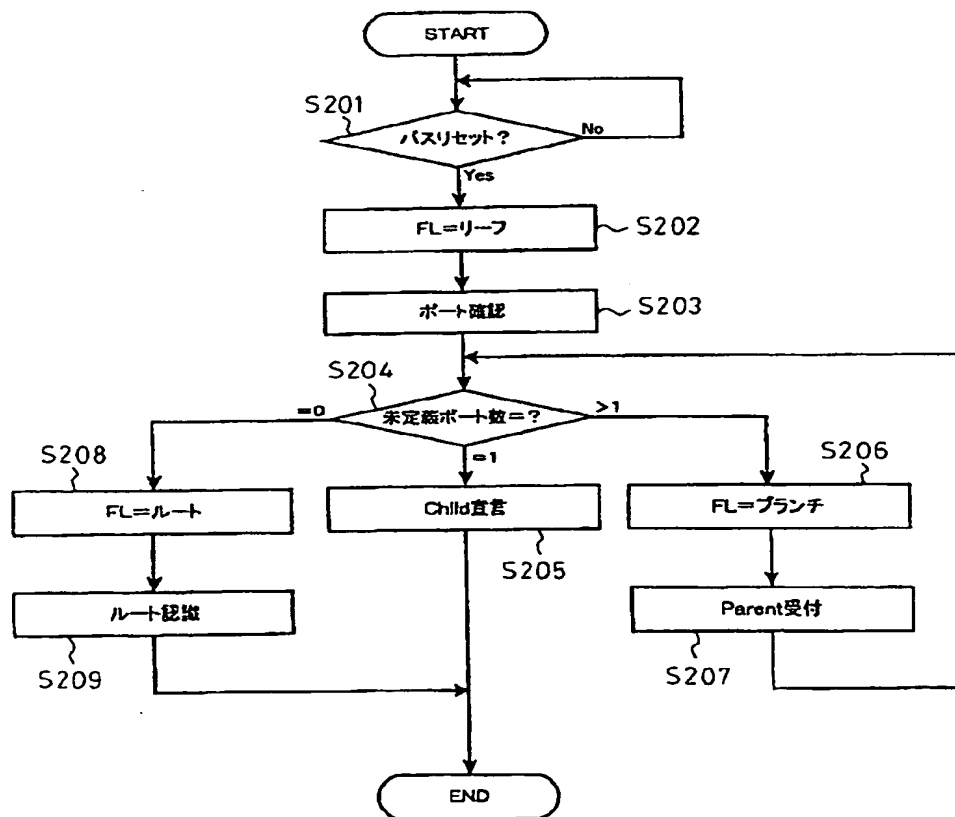 START
S201
バスリセット?
No
Yes
FL=リーフ
S202
ポート確認
S203
S204
=0
未定義ポート数=?
>1
=1
S208
S206
FL=ルート
Child宣言
FL=ブランチ
S205
ルート認識
Parent受付
S209
S207
END